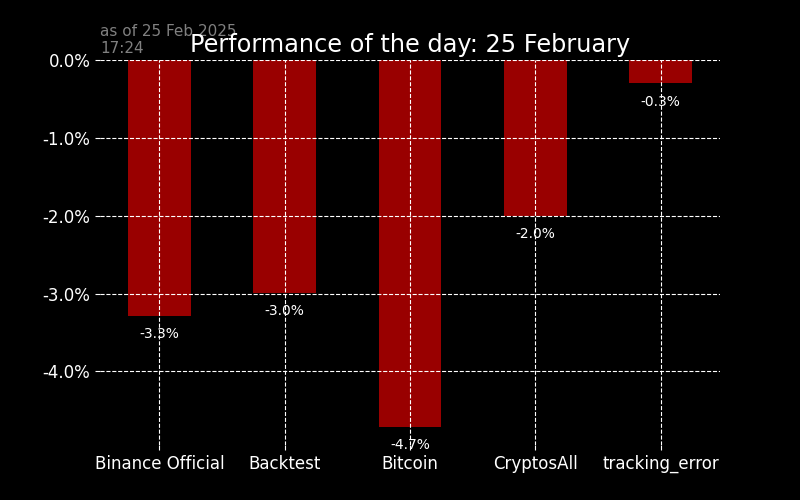 as of 25 Feb 2025
17:24
Performance of the day: 25 February
0.0%
-1.0%
-2.0%
-3.0%
-4.0%
-3.3%
-3.0%
-4.7%
-2.0%
-0.3%
Binance Official
Backtest
Bitcoin
CryptosAll
tracking_error